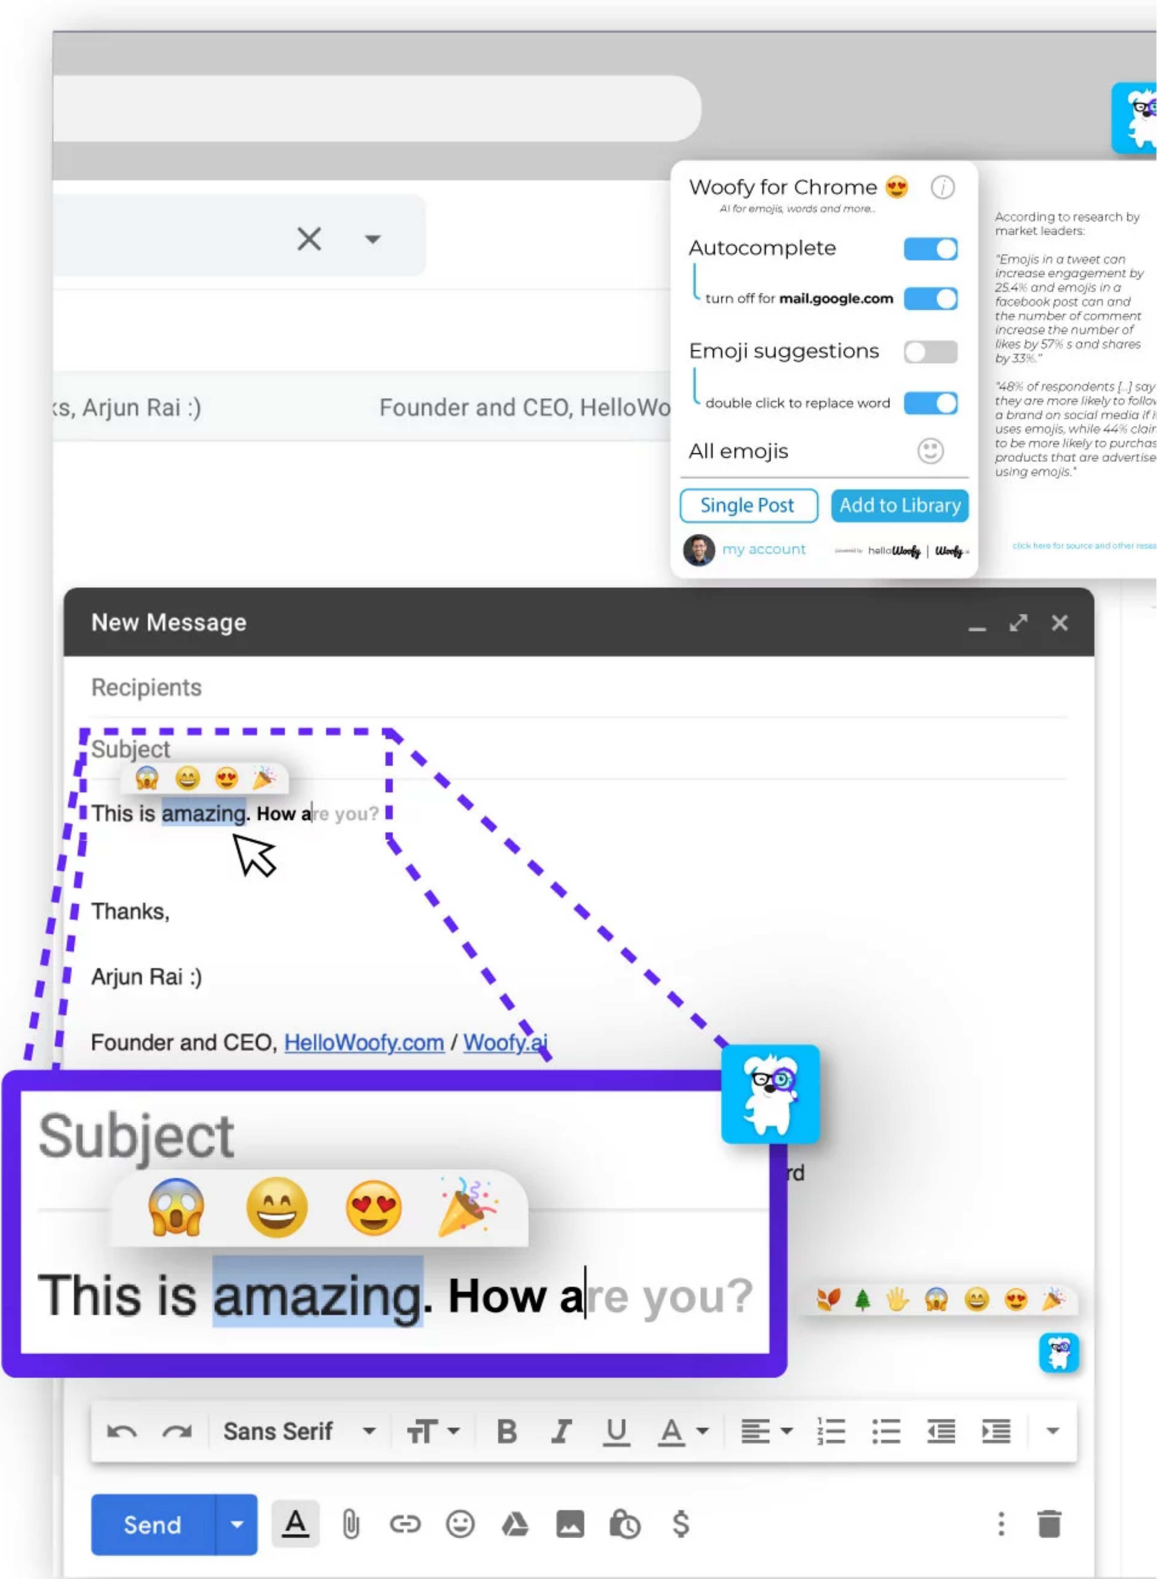 Woofy for Chrome 😍
AI for emojis, words and more..
Autocomplete
turn off for mail.google.com
Emoji suggestions
double click to replace word
All emojis
Single Post
Add to Library
my account
powered by helloWoofy | Woofy
According to research by
market leaders:
"Emojis in a tweet can
increase engagement by
25.4% and emojis in a
facebook post can and
the number of comment
increase the number of
likes by 57% s and shares
by 33%."
"48% of respondents [...] say
they are more likely to follow
a brand on social media if
uses emojis, while 44%
to be more likely to
products that are
using emojis."
click here for source and other
Arjun Rai :)
Founder and CEO,
New Message
Recipients
Subject
This is amazing. How are you?
Thanks,
Arjun Rai :)
Founder and CEO, HelloWoofy.com / Woofy.ai
Subject
This is amazing. How are you?
rd
Sans Serif
Send